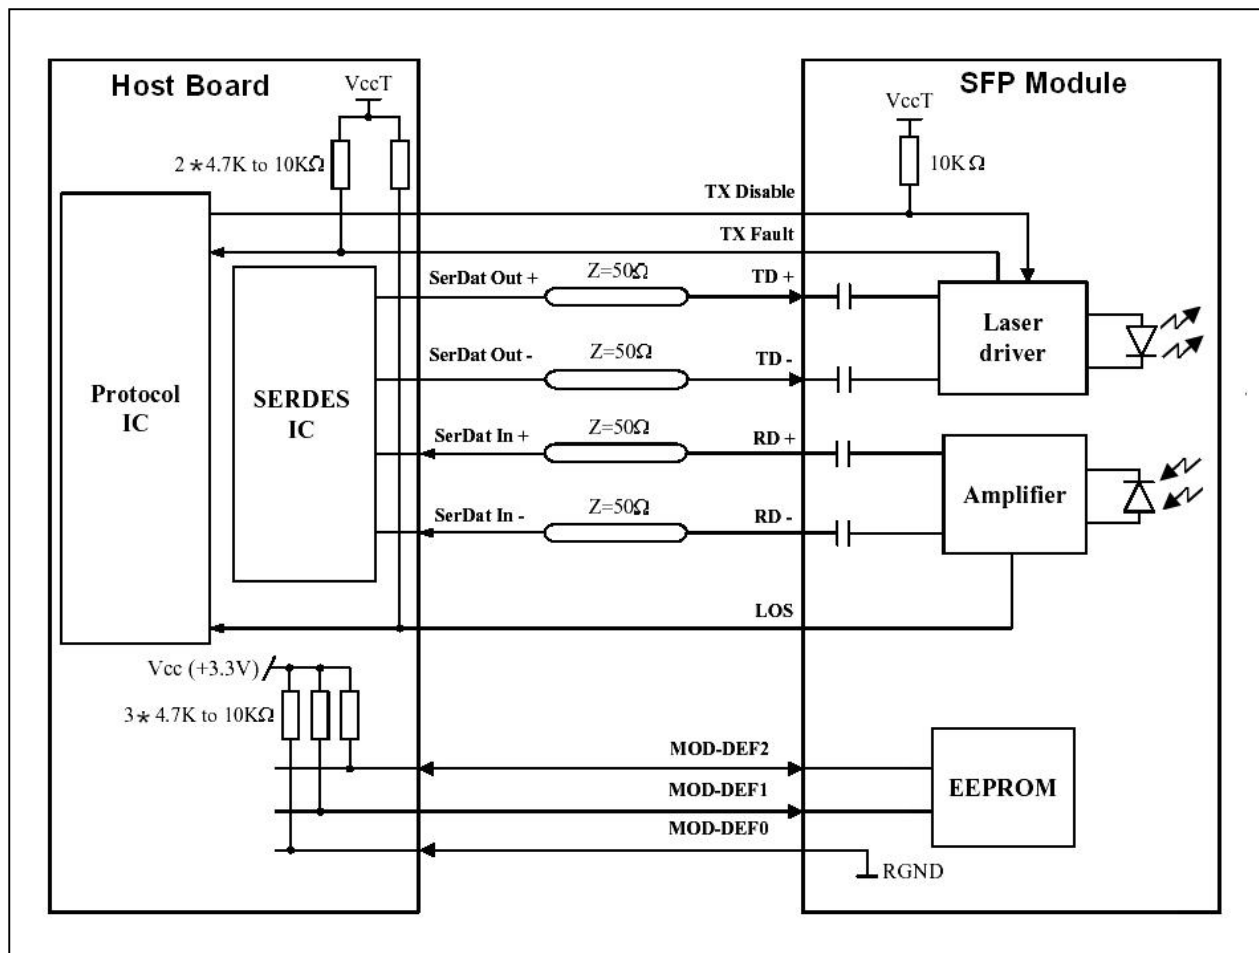 Host Board
SFP Module
VccT
VccT
2*4.7K to 10KΩ
10KΩ
TX Disable
TX Fault
SerDat Out +
Z=50Ω
TD +
Laser
driver
SerDat Out -
Z=50Ω
TD -
Protocol
IC
SERDES
IC
SerDat In +
Z=50Ω
RD +
Amplifier
SerDat In -
Z=50Ω
RD -
LOS
Vcc (+3.3V)
3*4.7K to 10KΩ
MOD-DEF2
MOD-DEF1
MOD-DEF0
EEPROM
RGND